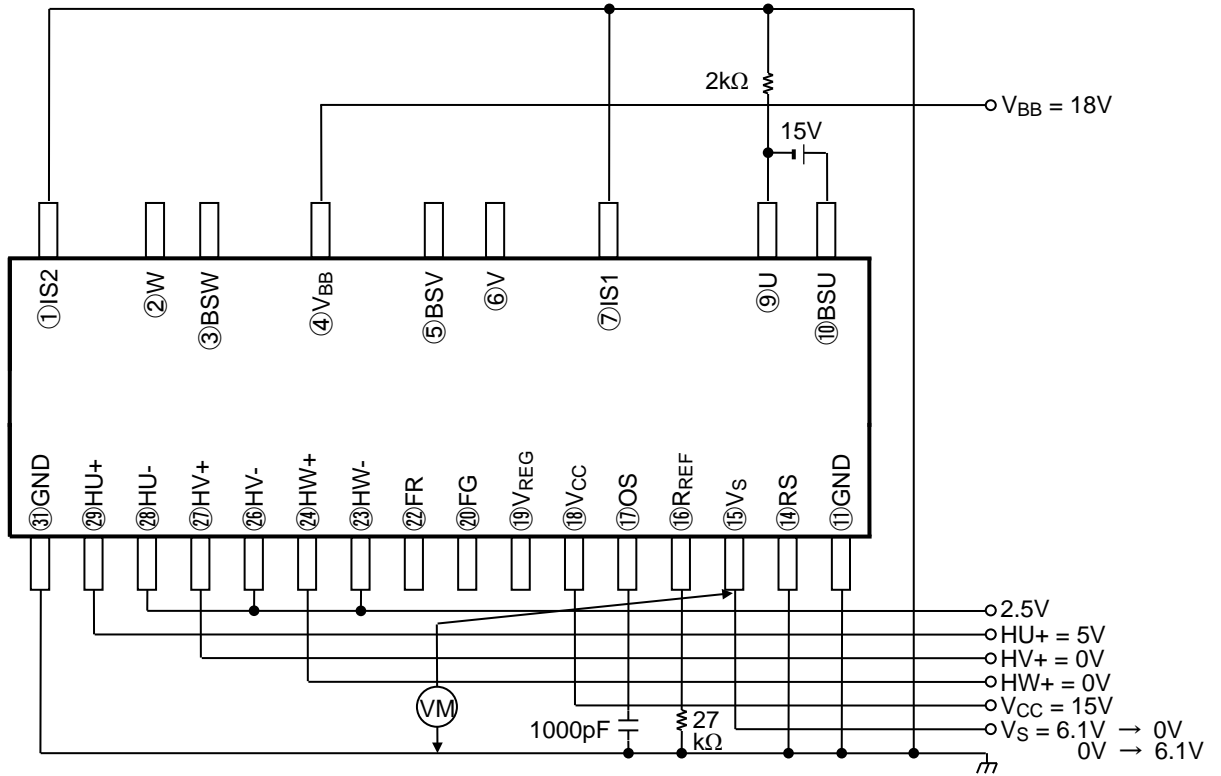 2kΩ
VBB = 18V
15V
①IS2
②W
③BSW
④VBB
⑤BSV
⑥V
⑦IS1
⑨U
⑩BSU
㉛GND
㉙HU+
㉘HU-
㉗HV+
㉖HV-
㉔HW+
㉓HW-
㉒FR
⑳FG
⑲VREG
⑱VCC
⑰OS
⑯RREF
⑮VS
⑭RS
⑪GND
2.5V
HU+ = 5V
HV+ = 0V
HW+ = 0V
VM
VCC = 15V
1000pF
27
kΩ
VS = 6.1V → 0V
0V → 6.1V